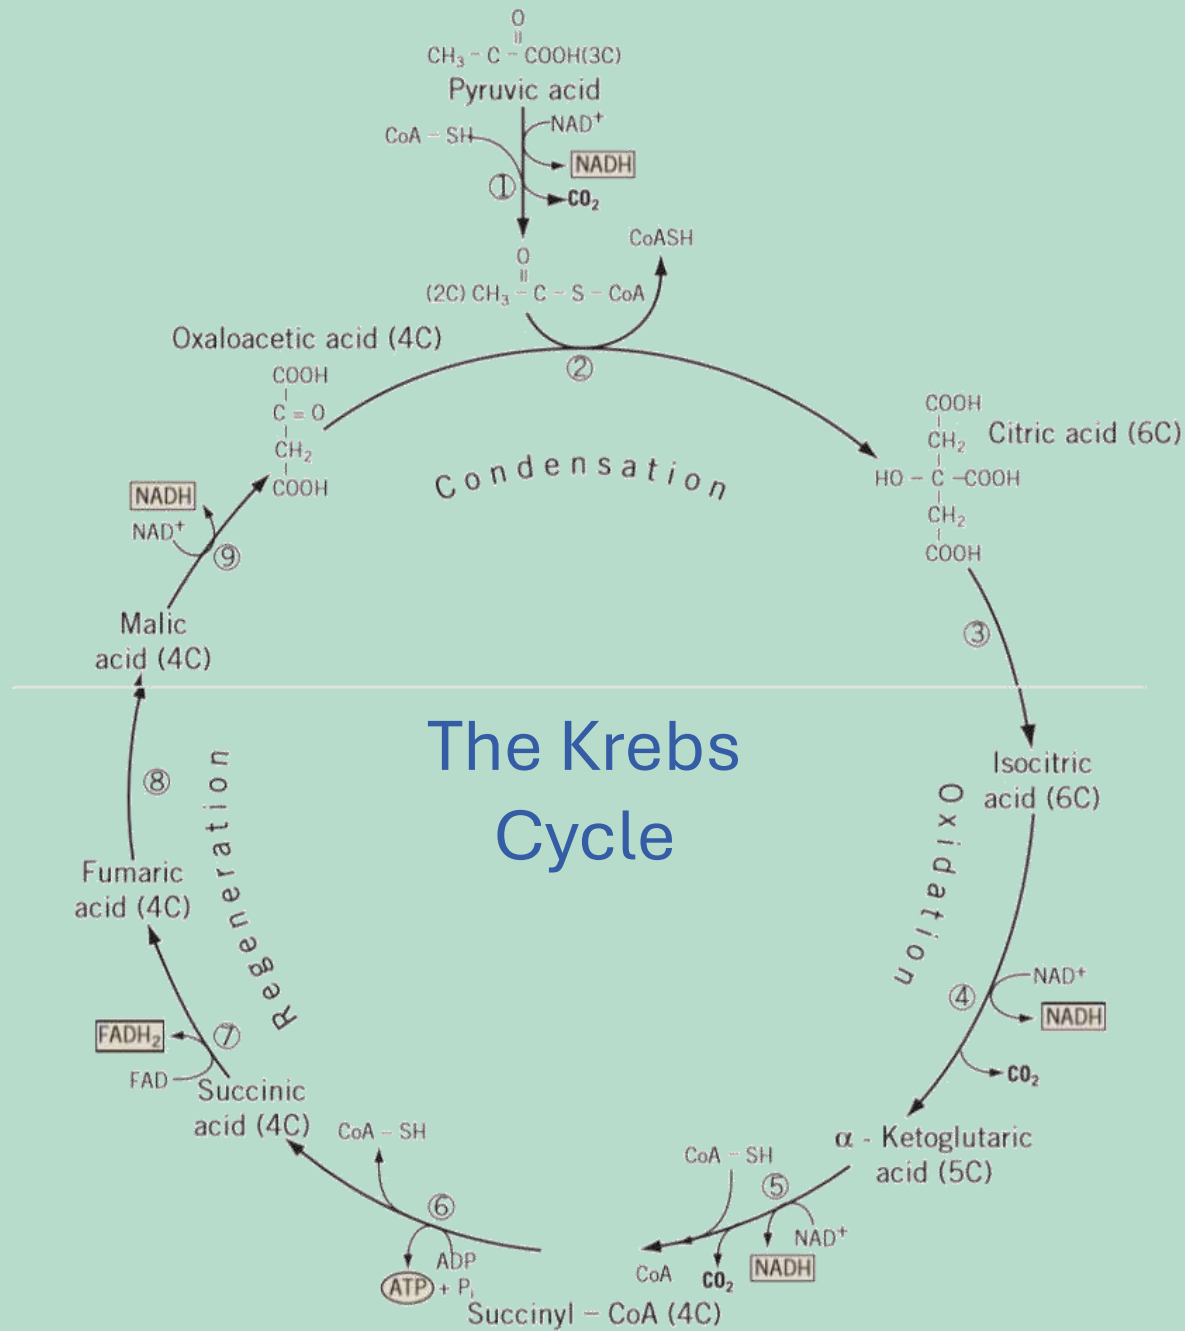 O
||
CH₃ – C – COOH(3C)
Pyruvic acid
CoA – SH
NAD⁺
NADH
①
CO₂
CoASH
O
||
(2C) CH₃ – C – S – CoA
Oxaloacetic acid (4C)
②
COOH
|
C = O
|
CH₂
|
COOH
COOH
|
CH₂
|
HO – C – COOH
|
CH₂
|
COOH
Citric acid (6C)
Condensation
NADH
NAD⁺
⑨
③
Malic
acid (4C)
The Krebs
Cycle
Isocitric
acid (6C)
⑧
Regeneration
Oxidation
Fumaric
acid (4C)
④
NAD⁺
NADH
CO₂
FADH₂
⑦
FAD
Succinic
acid (4C)
CoA – SH
α - Ketoglutaric
acid (5C)
CoA – SH
⑤
⑥
NAD⁺
NADH
CO₂
CoA
ADP
ATP + Pᵢ
Succinyl – CoA (4C)